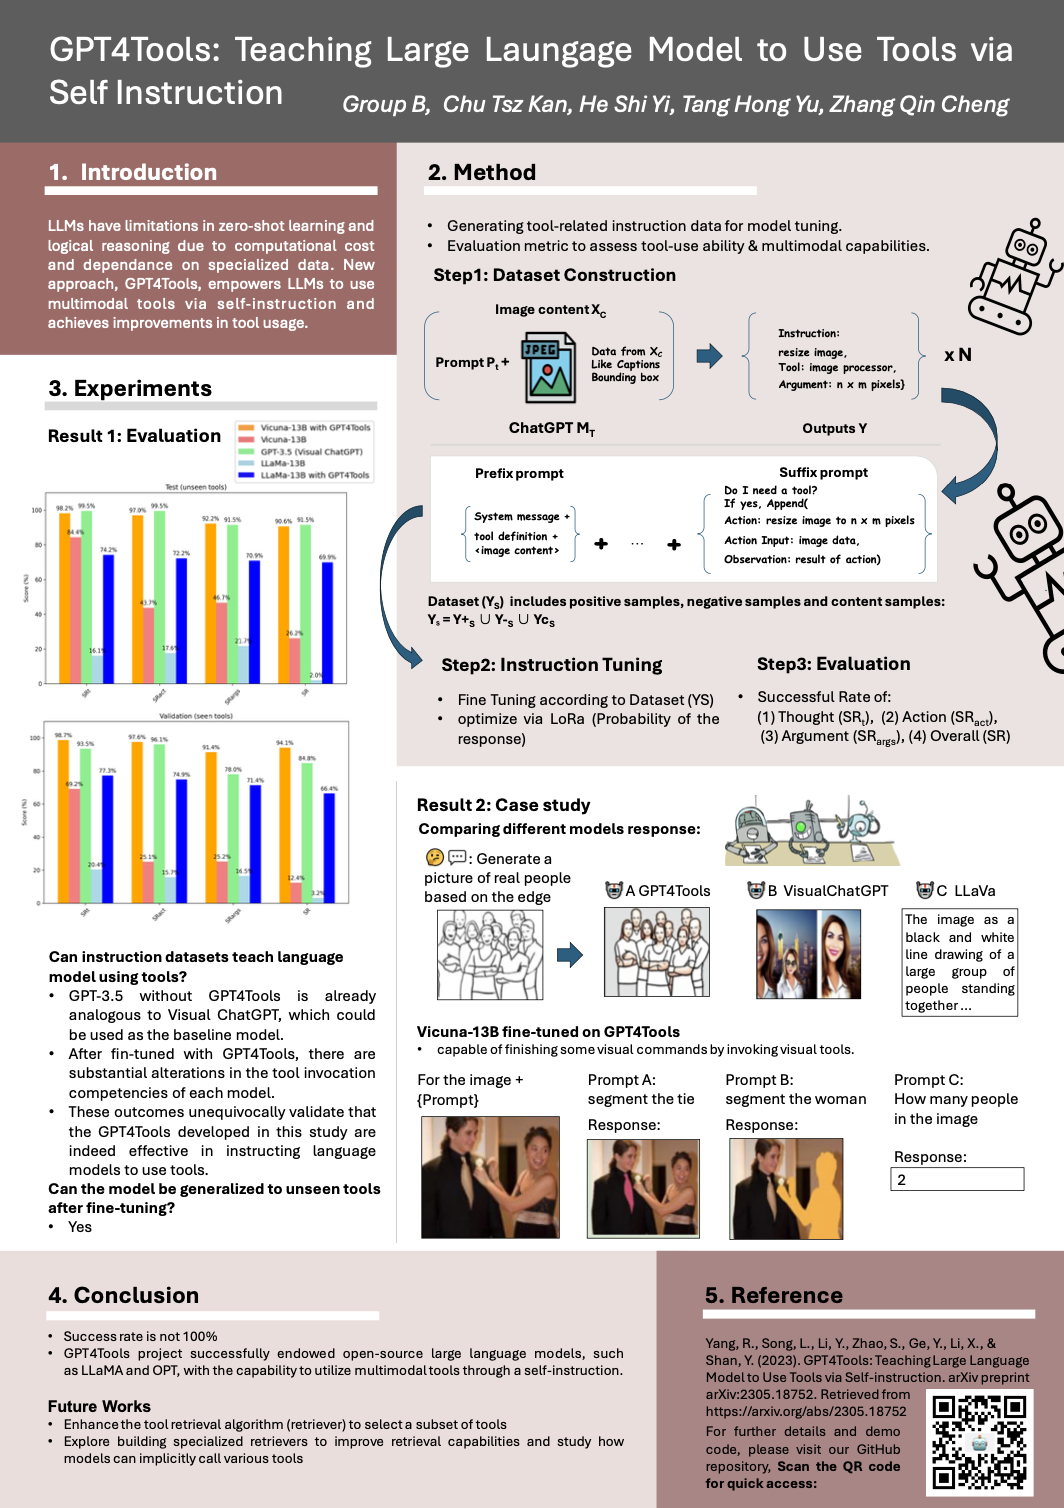 GPT4Tools: Teaching Large Laungage Model to Use Tools via
Self Instruction
Group B, Chu Tsz Kan, He Shi Yi, Tang Hong Yu, Zhang Qin Cheng
1. Introduction
LLMs have limitations in zero-shot learning and
logical reasoning due to computational cost
and dependance on specialized data. New
approach, GPT4Tools, empowers LLMs to use
multimodal tools via self-instruction and
achieves improvements in tool usage.
2. Method
• Generating tool-related instruction data for model tuning.
• Evaluation metric to assess tool-use ability & multimodal capabilities.
Step1: Dataset Construction
Image content XC
Prompt Pt +
JPEG
Data from XC
Like Captions
Bounding box
Instruction:
resize image,
Tool: image processor,
Argument: n x m pixels}
x N
ChatGPT MT
Outputs Y
Prefix prompt
System message +
tool definition +
<image content>
+ ... +
Suffix prompt
Do I need a tool?
If yes, Append(
Action: resize image to n x m pixels
Action Input: image data,
Observation: result of action)
Dataset (YS) includes positive samples, negative samples and content samples:
Ys = Y+S ∪ Y-S ∪ YcS
Step2: Instruction Tuning
• Fine Tuning according to Dataset (YS)
• optimize via LoRa (Probability of the
response)
Step3: Evaluation
• Successful Rate of:
(1) Thought (SRt), (2) Action (SRact),
(3) Argument (SRargs), (4) Overall (SR)
3. Experiments
Result 1: Evaluation
Vicuna-13B with GPT4Tools
Vicuna-13B
GPT-3.5 (Visual ChatGPT)
LLaMa-13B
LLaMa-13B with GPT4Tools
Test (unseen tools)
Score (%)
100
80
60
40
20
0
98.2% 84.4% 99.5% 16.1% 74.2%
97.0% 43.7% 99.5% 17.6% 72.2%
92.2% 46.7% 91.5% 21.7% 70.9%
90.6% 26.2% 91.5% 2.0% 69.9%
SRt SRact SRargs SR
Validation (seen tools)
Score (%)
100
80
60
40
20
0
98.7% 69.2% 93.5% 20.4% 77.3%
97.6% 25.1% 96.1% 15.7% 74.9%
91.4% 25.2% 78.0% 16.5% 71.4%
94.1% 12.4% 84.8% 3.2% 66.4%
SRt SRact SRargs SR
Can instruction datasets teach language
model using tools?
• GPT-3.5 without GPT4Tools is already
analogous to Visual ChatGPT, which could
be used as the baseline model.
• After fin-tuned with GPT4Tools, there are
substantial alterations in the tool invocation
competencies of each model.
• These outcomes unequivocally validate that
the GPT4Tools developed in this study are
indeed effective in instructing language
models to use tools.
Can the model be generalized to unseen tools
after fine-tuning?
• Yes
Result 2: Case study
Comparing different models response:
: Generate a
picture of real people
based on the edge
A GPT4Tools
B VisualChatGPT
C LLaVa
The image as a
black and white
line drawing of a
large group of
people standing
together ...
Vicuna-13B fine-tuned on GPT4Tools
• capable of finishing some visual commands by invoking visual tools.
For the image +
{Prompt}
Prompt A:
segment the tie
Response:
Prompt B:
segment the woman
Response:
Prompt C:
How many people
in the image
Response:
2
4. Conclusion
• Success rate is not 100%
• GPT4Tools project successfully endowed open-source large language models, such
as LLaMA and OPT, with the capability to utilize multimodal tools through a self-instruction.
Future Works
• Enhance the tool retrieval algorithm (retriever) to select a subset of tools
• Explore building specialized retrievers to improve retrieval capabilities and study how
models can implicitly call various tools
5. Reference
Yang, R., Song, L., Li, Y., Zhao, S., Ge, Y., Li, X., &
Shan, Y. (2023). GPT4Tools: Teaching Large Language
Model to Use Tools via Self-instruction. arXiv preprint
arXiv:2305.18752. Retrieved from
https://arxiv.org/abs/2305.18752
For further details and demo
code, please visit our GitHub
repository, Scan the QR code
for quick access: